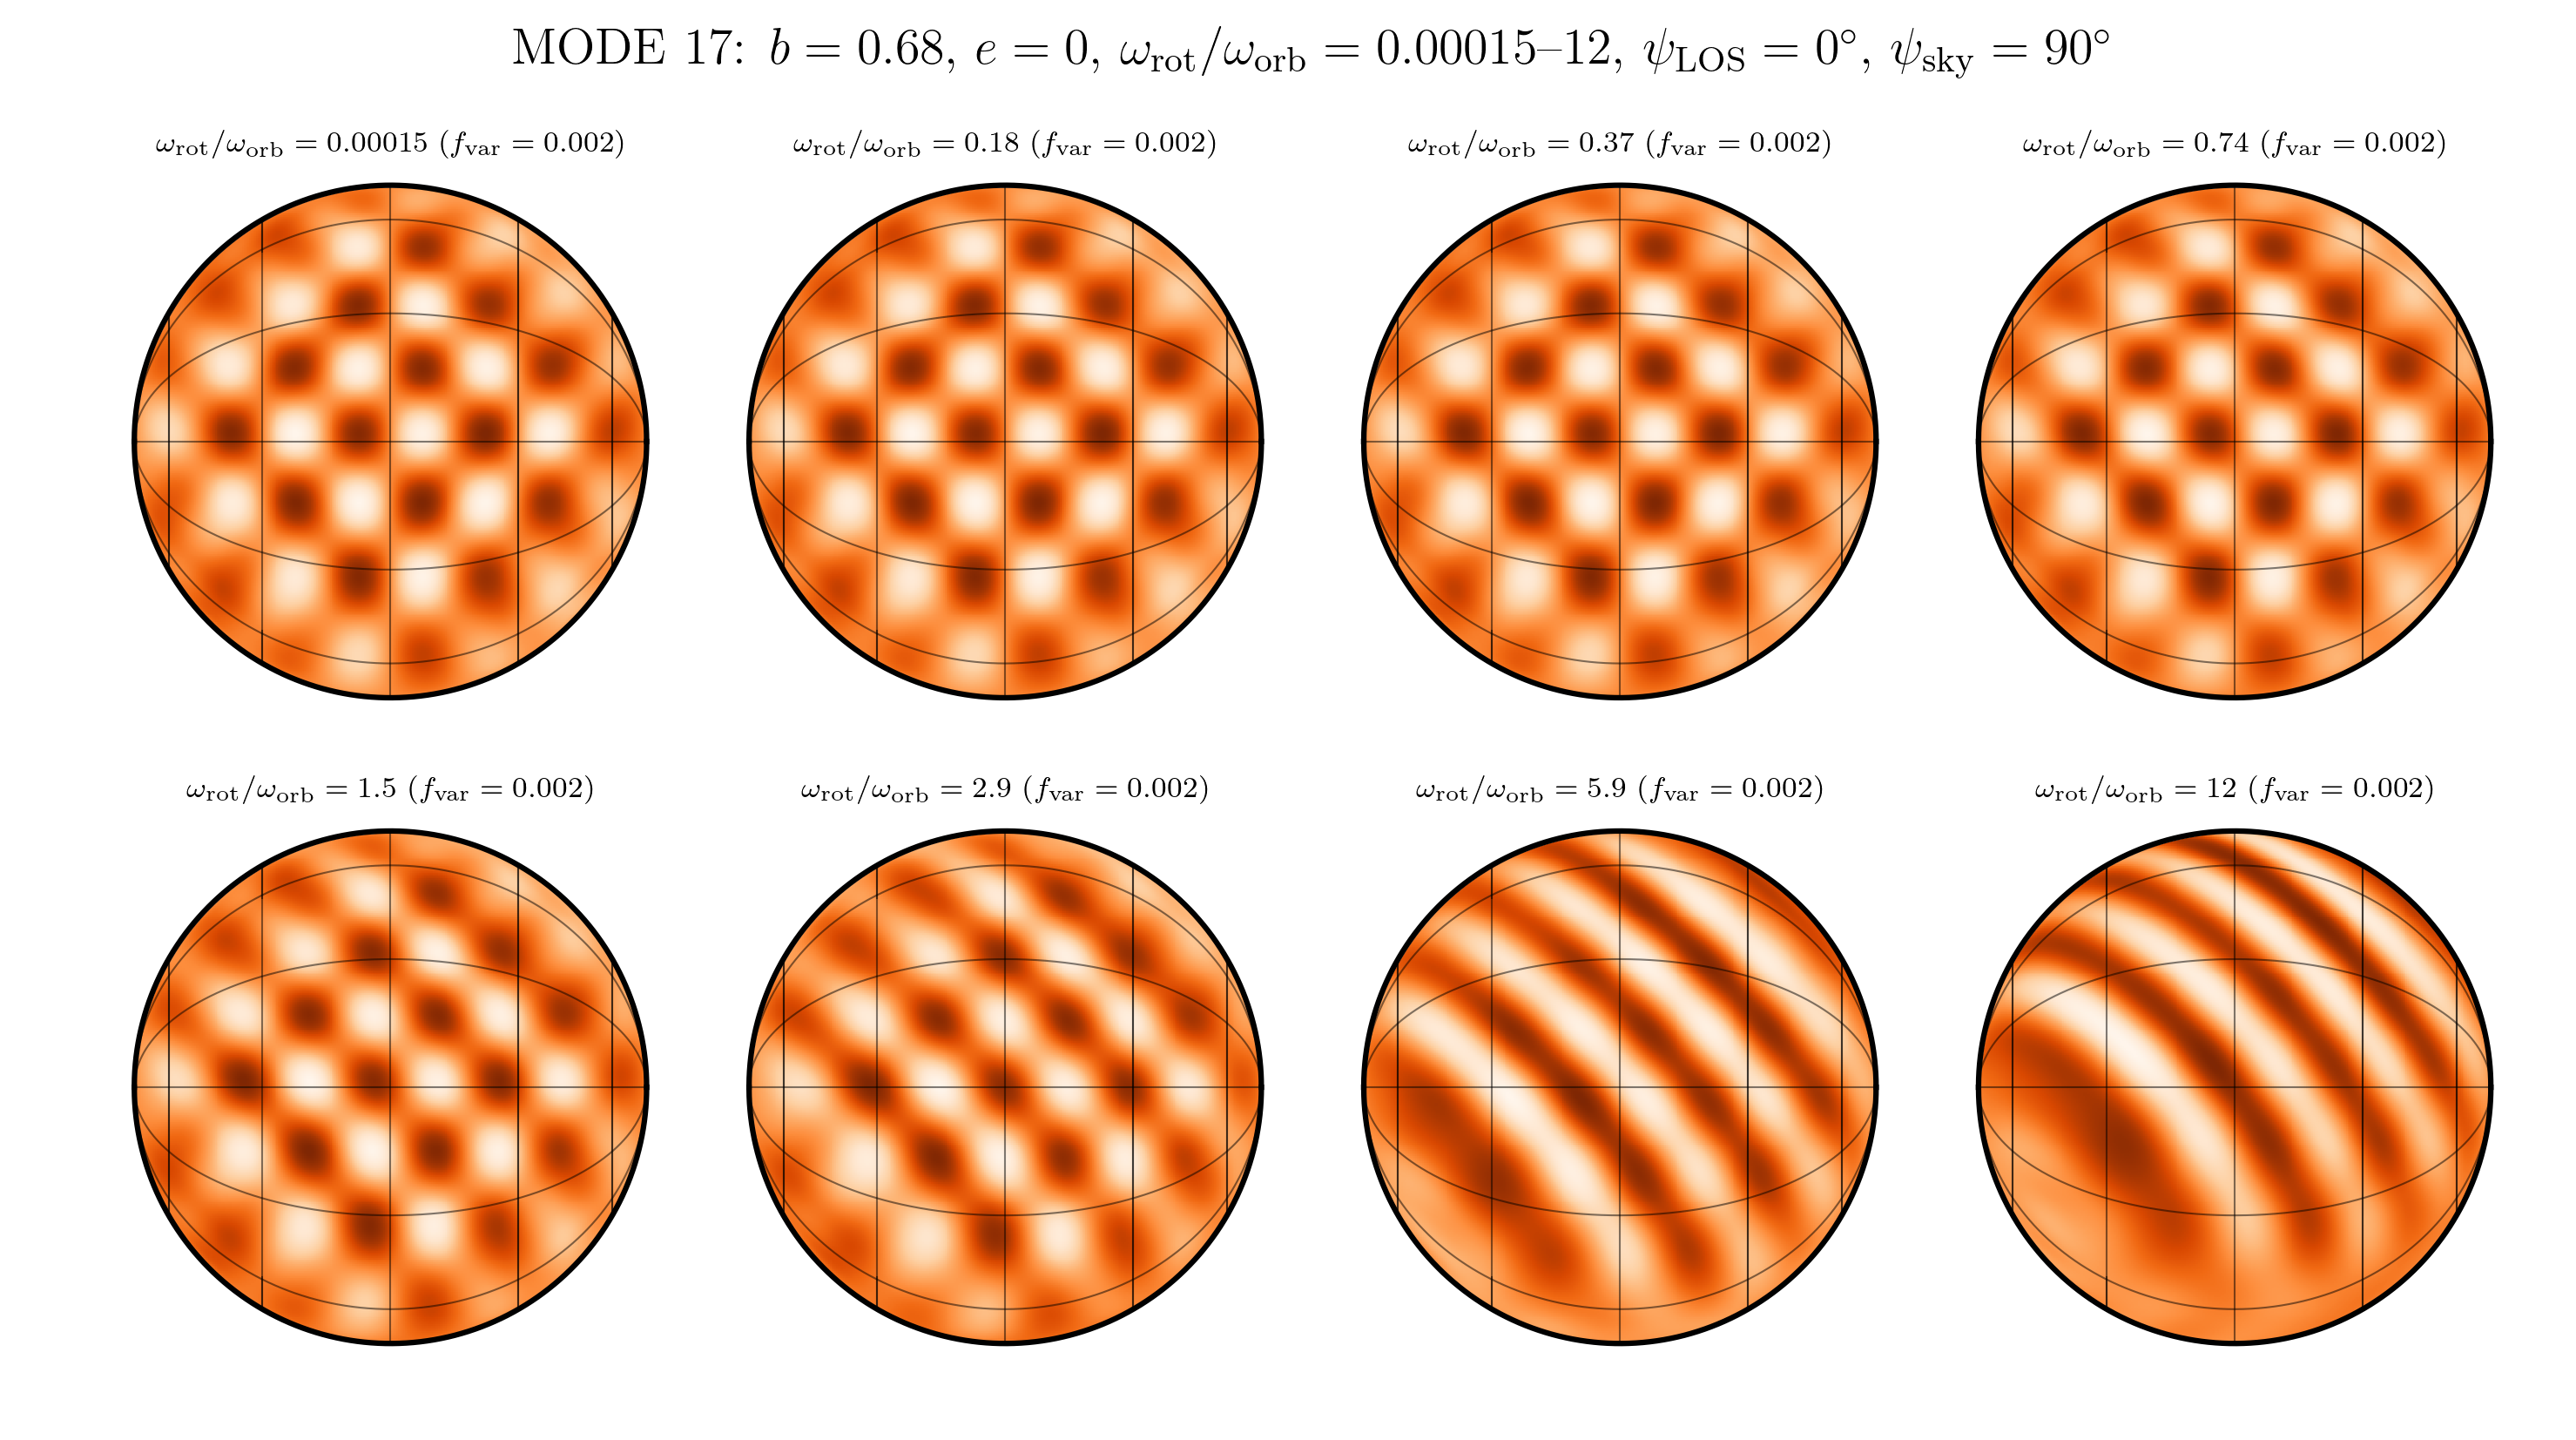 MODE 17: b = 0.68, e = 0, ω_rot/ω_orb = 0.00015–12, ψ_LOS = 0°, ψ_sky = 90°
ω_rot/ω_orb = 0.00015 (f_var = 0.002)
ω_rot/ω_orb = 0.18 (f_var = 0.002)
ω_rot/ω_orb = 0.37 (f_var = 0.002)
ω_rot/ω_orb = 0.74 (f_var = 0.002)
ω_rot/ω_orb = 1.5 (f_var = 0.002)
ω_rot/ω_orb = 2.9 (f_var = 0.002)
ω_rot/ω_orb = 5.9 (f_var = 0.002)
ω_rot/ω_orb = 12 (f_var = 0.002)